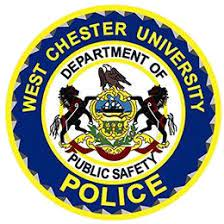 WEST CHESTER UNIVERSITY
DEPARTMENT OF
PUBLIC SAFETY
POLICE